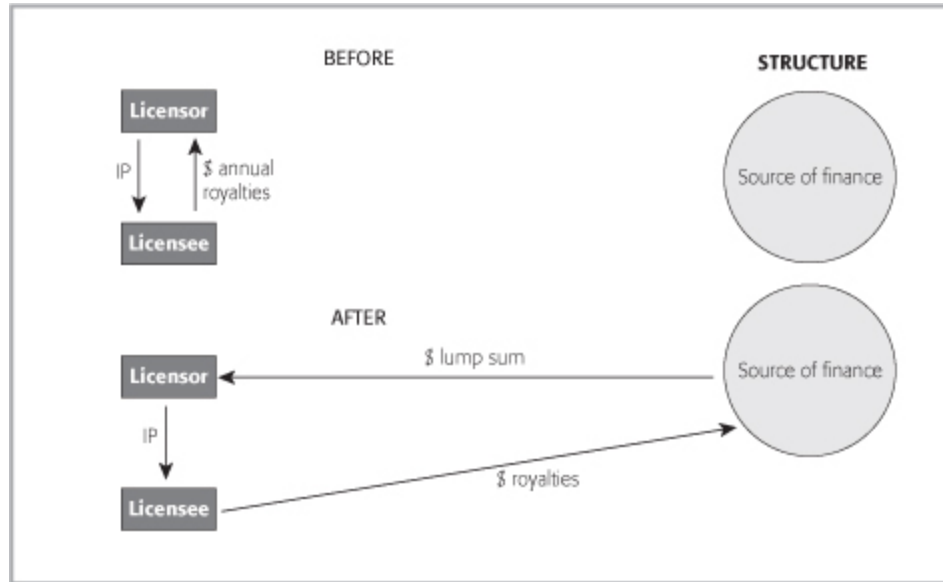 BEFORE
STRUCTURE
Licensor
IP
$ annual
royalties
Licensee
Source of finance
AFTER
$ lump sum
Licensor
Source of finance
IP
$ royalties
Licensee